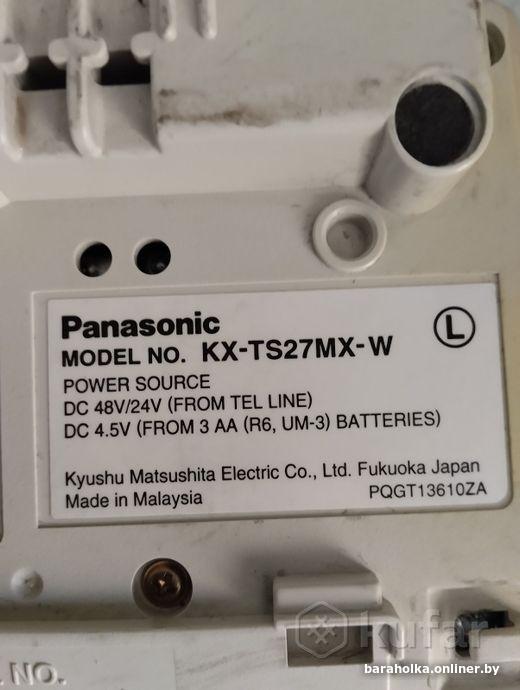 Panasonic
MODEL NO. KX-TS27MX-W
L
POWER SOURCE
DC 48V/24V (FROM TEL LINE)
DC 4.5V (FROM 3 AA (R6, UM-3) BATTERIES)
Kyushu Matsushita Electric Co., Ltd. Fukuoka Japan
Made in Malaysia PQGT13610ZA
kufar
NO.
baraholka.onliner.by